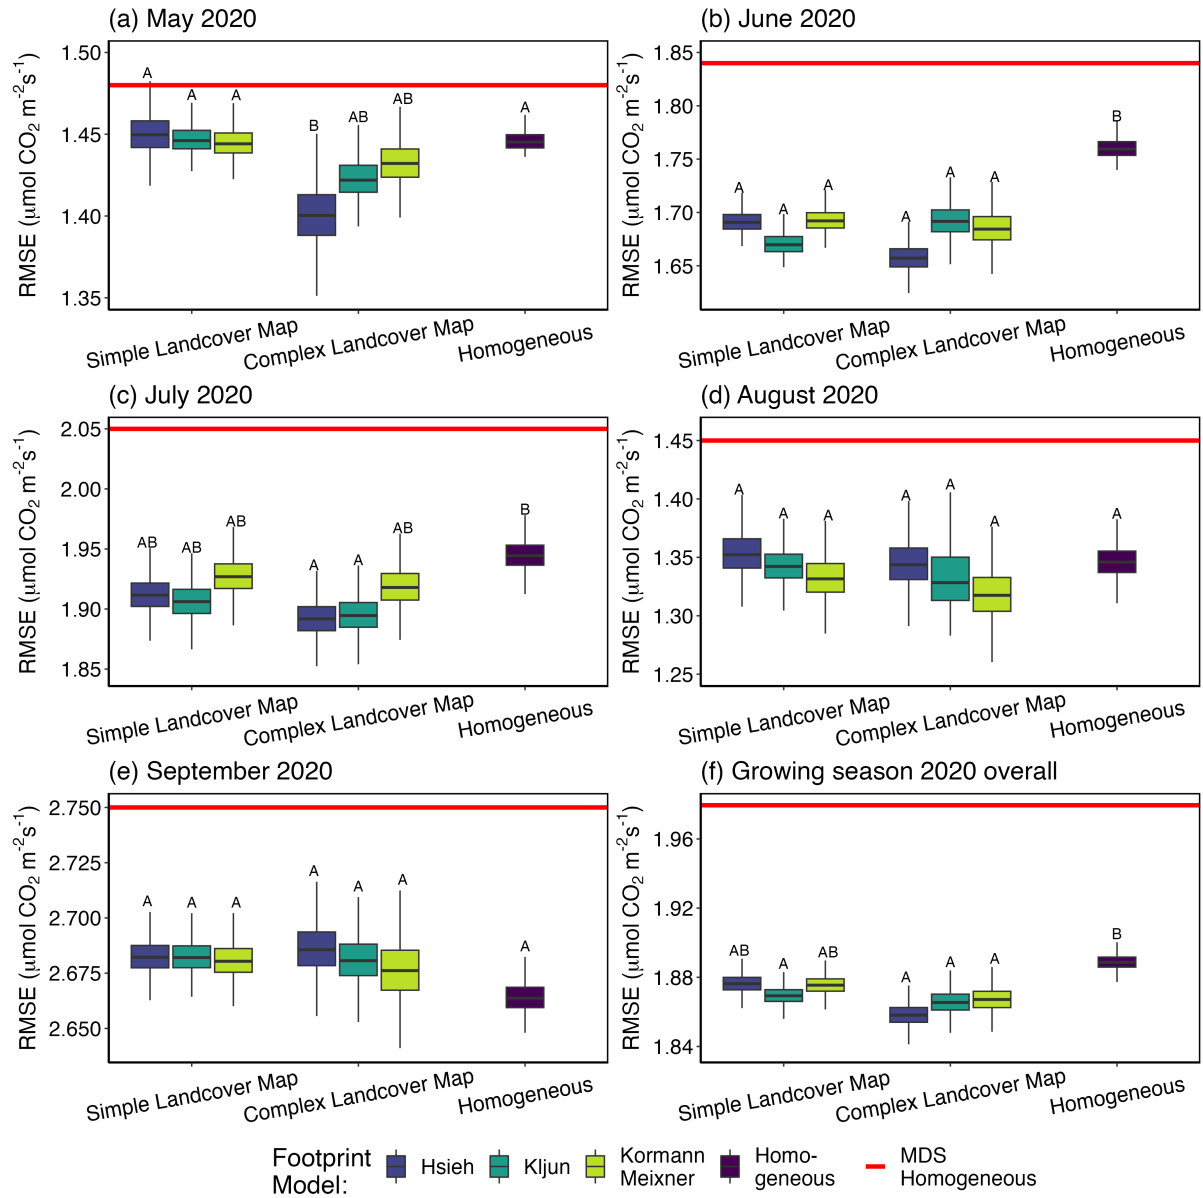 (a) May 2020
RMSE (μmol CO2 m-2s-1)
1.50
1.45
1.40
1.35
A
A
A
B
AB
AB
A
Simple Landcover Map
Complex Landcover Map
Homogeneous
(b) June 2020
RMSE (μmol CO2 m-2s-1)
1.85
1.80
1.75
1.70
1.65
A
A
A
A
A
A
B
Simple Landcover Map
Complex Landcover Map
Homogeneous
(c) July 2020
RMSE (μmol CO2 m-2s-1)
2.05
2.00
1.95
1.90
1.85
AB
AB
AB
A
A
AB
B
Simple Landcover Map
Complex Landcover Map
Homogeneous
(d) August 2020
RMSE (μmol CO2 m-2s-1)
1.45
1.40
1.35
1.30
1.25
A
A
A
A
A
A
A
Simple Landcover Map
Complex Landcover Map
Homogeneous
(e) September 2020
RMSE (μmol CO2 m-2s-1)
2.750
2.725
2.700
2.675
2.650
A
A
A
A
A
A
A
Simple Landcover Map
Complex Landcover Map
Homogeneous
(f) Growing season 2020 overall
RMSE (μmol CO2 m-2s-1)
1.96
1.92
1.88
1.84
AB
A
AB
A
A
A
B
Simple Landcover Map
Complex Landcover Map
Homogeneous
Footprint
Model:
Hsieh
Kljun
Kormann
Meixner
Homo-
geneous
MDS
Homogeneous